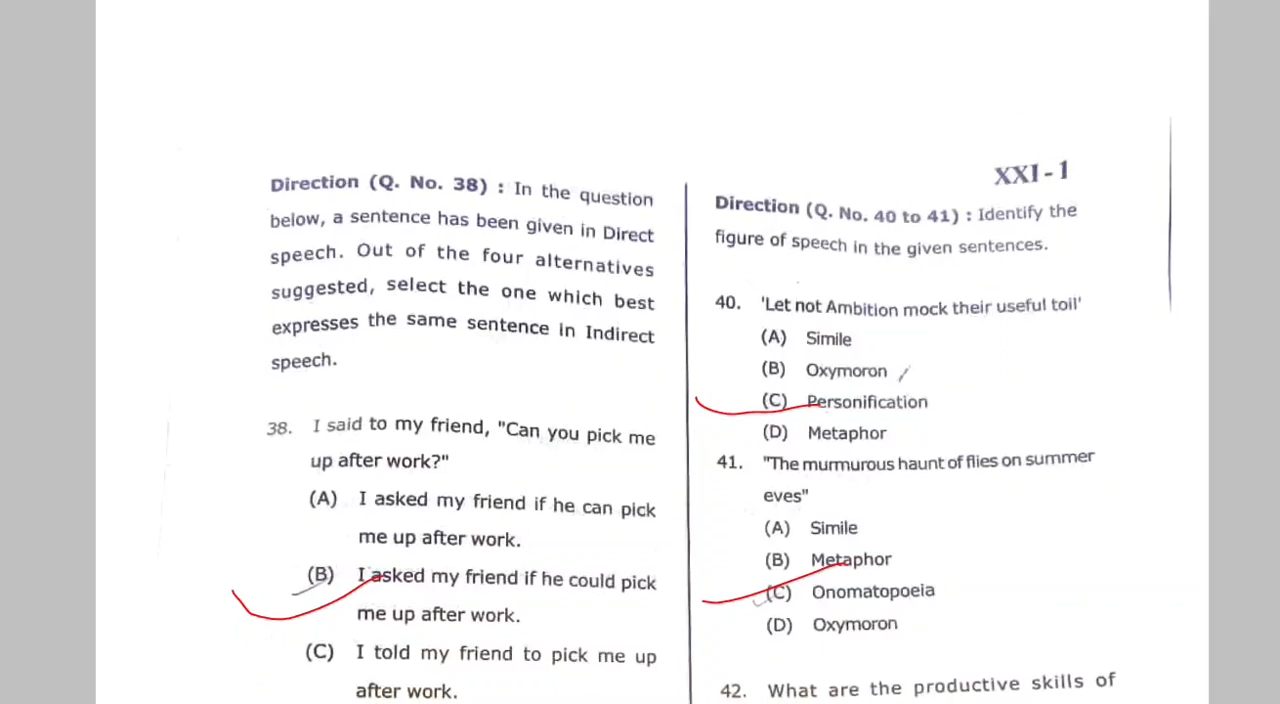 Direction (Q. No. 38) : In the question
below, a sentence has been given in Direct
speech. Out of the four alternatives
suggested, select the one which best
expresses the same sentence in Indirect
speech.
38. I said to my friend, "Can you pick me
up after work?"
(A) I asked my friend if he can pick
me up after work.
(B) I asked my friend if he could pick
me up after work.
(C) I told my friend to pick me up
after work.
XXI - 1
Direction (Q. No. 40 to 41) : Identify the
figure of speech in the given sentences.
40. 'Let not Ambition mock their useful toil'
(A) Simile
(B) Oxymoron
(C) Personification
(D) Metaphor
41. "The murmurous haunt of flies on summer
eves"
(A) Simile
(B) Metaphor
(C) Onomatopoeia
(D) Oxymoron
42. What are the productive skills of